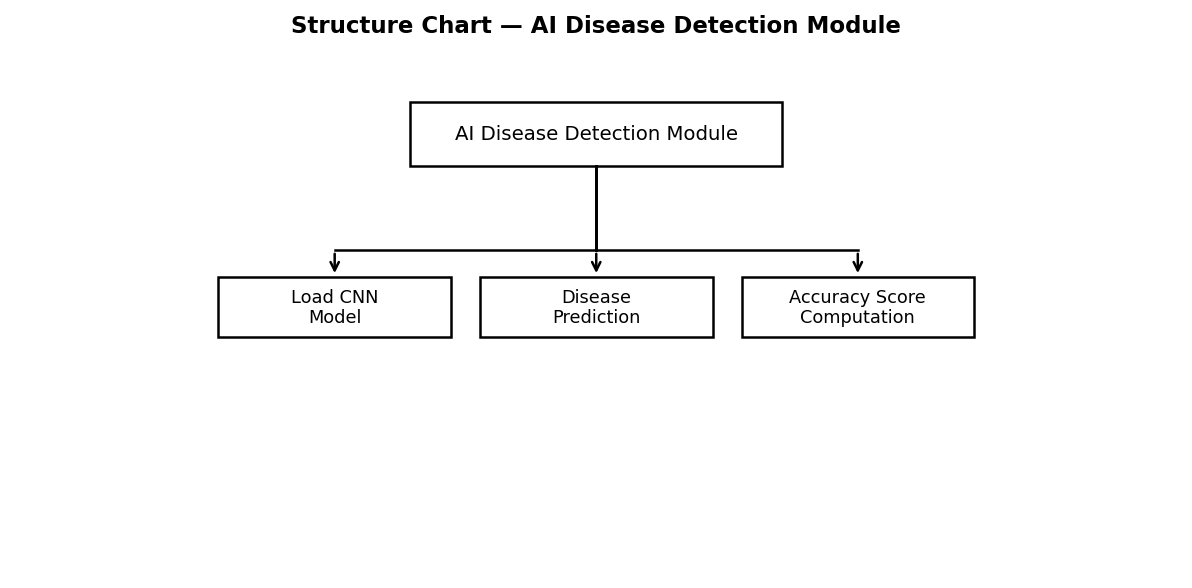 Structure Chart — AI Disease Detection Module
AI Disease Detection Module
Load CNN
Model
Disease
Prediction
Accuracy Score
Computation